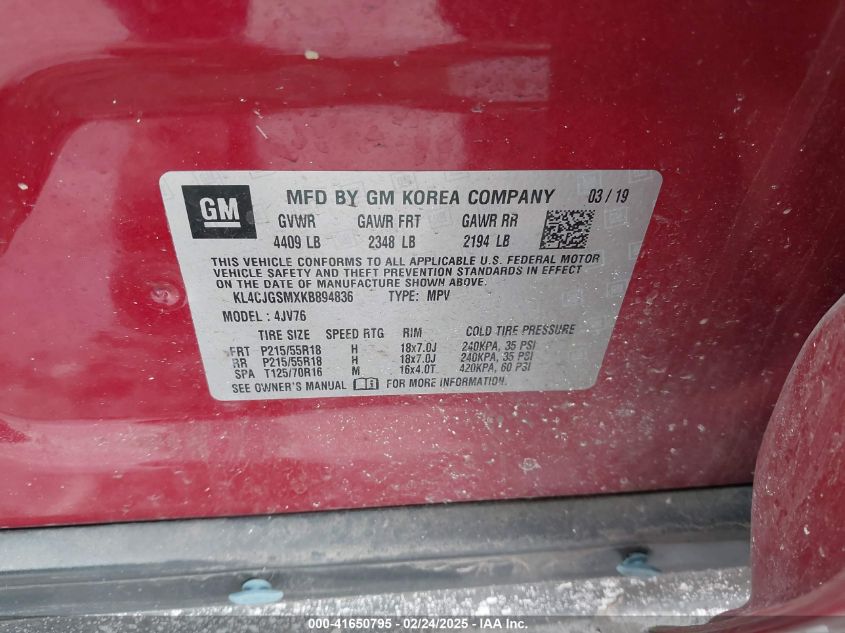 GM
MFD BY GM KOREA COMPANY 03/19
GVWR GAWR FRT GAWR RR
4409 LB 2348 LB 2194 LB
THIS VEHICLE CONFORMS TO ALL APPLICABLE U.S. FEDERAL MOTOR
VEHICLE SAFETY AND THEFT PREVENTION STANDARDS IN EFFECT
ON THE DATE OF MANUFACTURE SHOWN ABOVE.
KL4CJGSMXKB894836 TYPE: MPV
MODEL: 4JV76
TIRE SIZE SPEED RTG RIM COLD TIRE PRESSURE
FRT P215/55R18 H 18x7.0J 240KPA, 35 PSI
RR P215/55R18 H 18x7.0J 240KPA, 35 PSI
SPA T125/70R16 M 16x4.0T 420KPA, 60 PSI
SEE OWNER'S MANUAL FOR MORE INFORMATION.
000-41650795 - 02/24/2025 - IAA Inc.